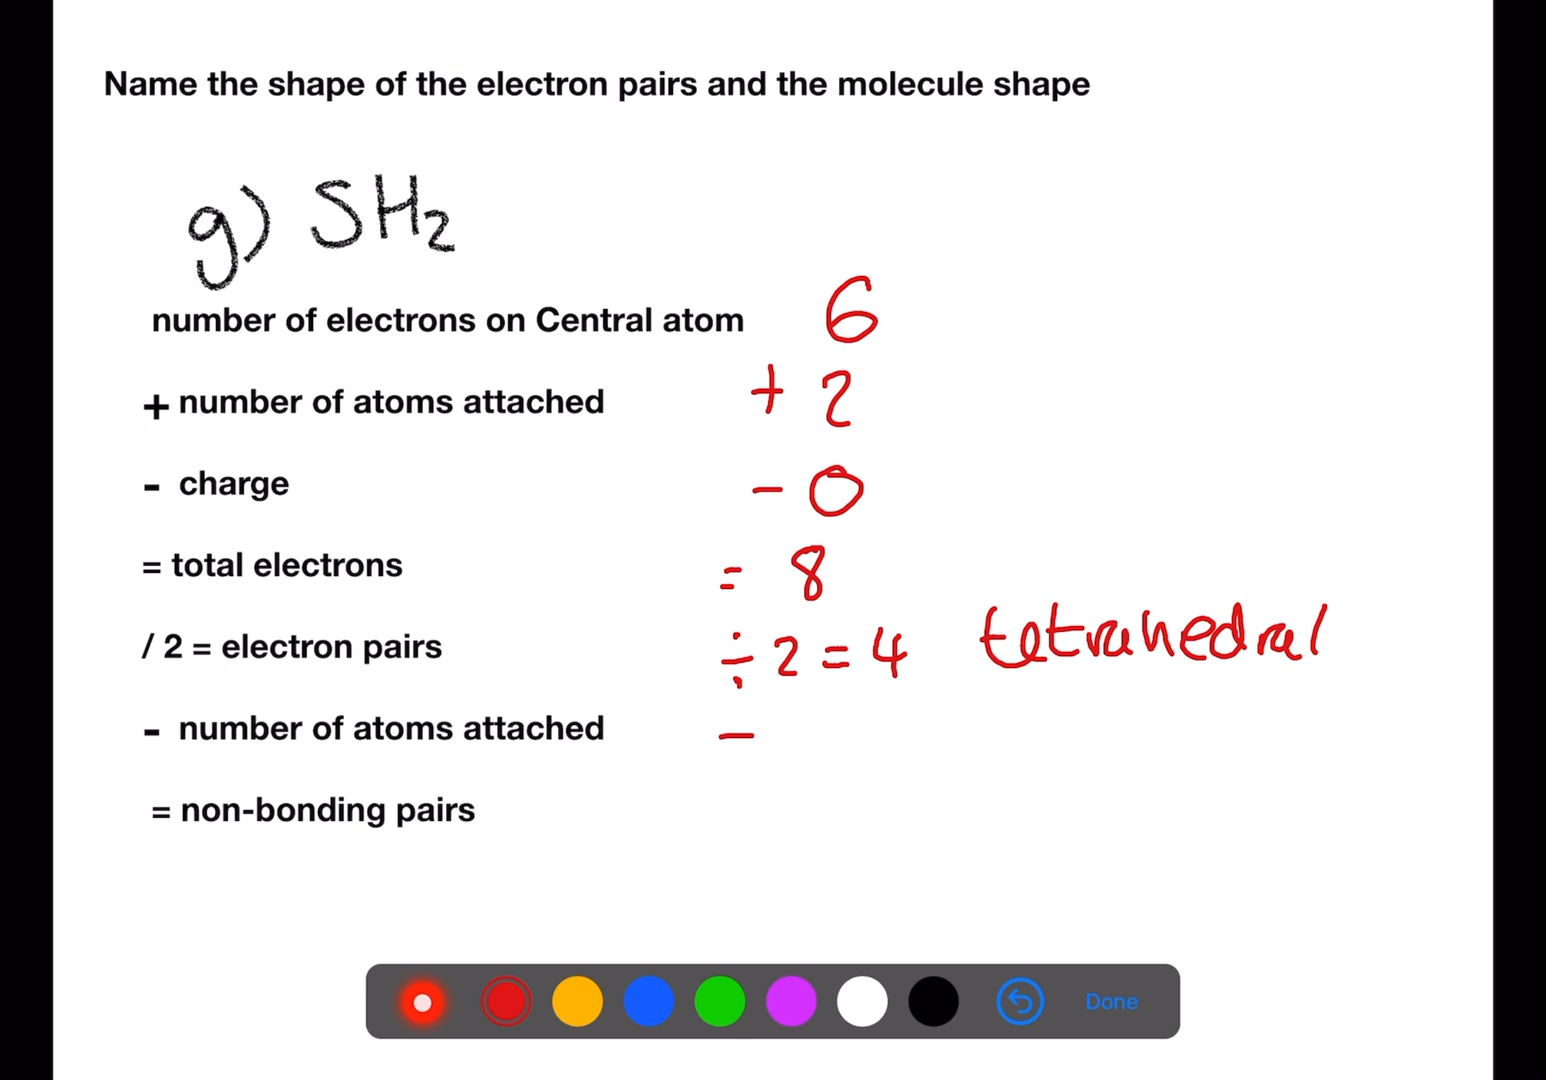 Name the shape of the electron pairs and the molecule shape
g) SH₂
number of electrons on Central atom 6
+ number of atoms attached + 2
- charge - 0
= total electrons = 8
/ 2 = electron pairs ÷ 2 = 4 tetrahedral
- number of atoms attached -
= non-bonding pairs
Done